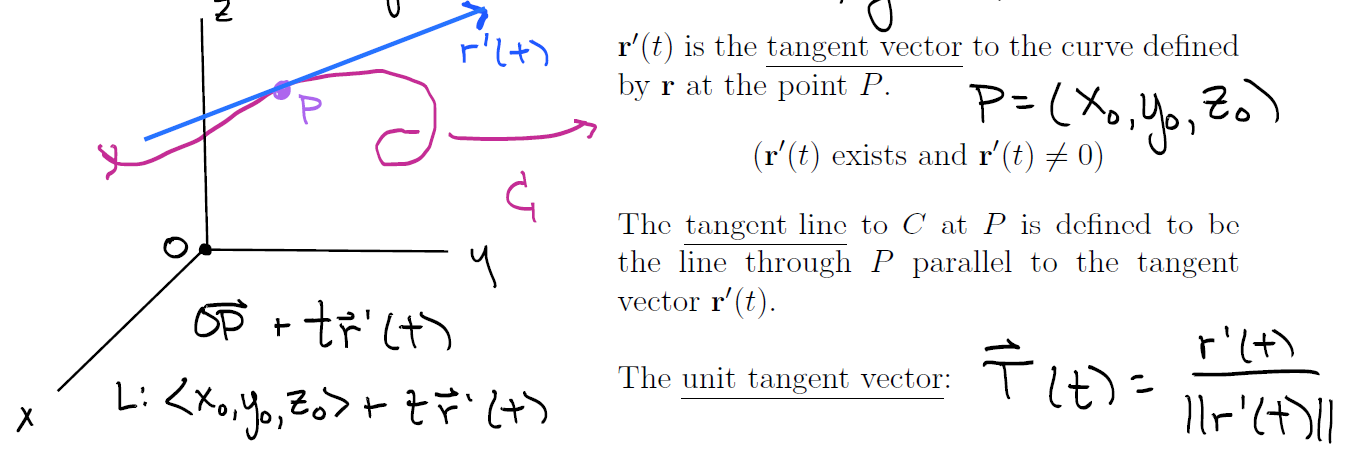 z
r'(t)
P
C
O
y
x
→OP + t r⃗'(t)
L: <x₀, y₀, z₀> + t r⃗'(t)
r′(t) is the tangent vector to the curve defined
by r at the point P.
P = (x₀, y₀, z₀)
(r′(t) exists and r′(t) ≠ 0)
The tangent line to C at P is defined to be
the line through P parallel to the tangent
vector r′(t).
The unit tangent vector: T⃗(t) = r'(t) / ||r'(t)||